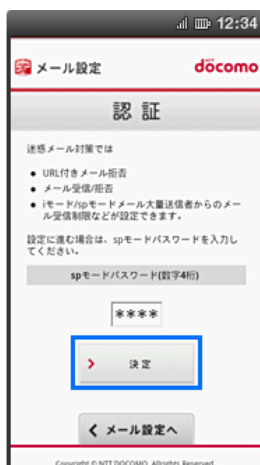 12:34
メール設定
döcomo
認証
迷惑メール対策では
● URL付きメール拒否
● メール受信/拒否
● iモード/spモードメール大量送信者からのメー
ル受信制限などが設定できます。
設定に進む場合は、spモードパスワードを入力し
てください。
spモードパスワード(数字4桁)
****
決定
メール設定へ
Copyright © NTT DOCOMO, Allrights Reserved.